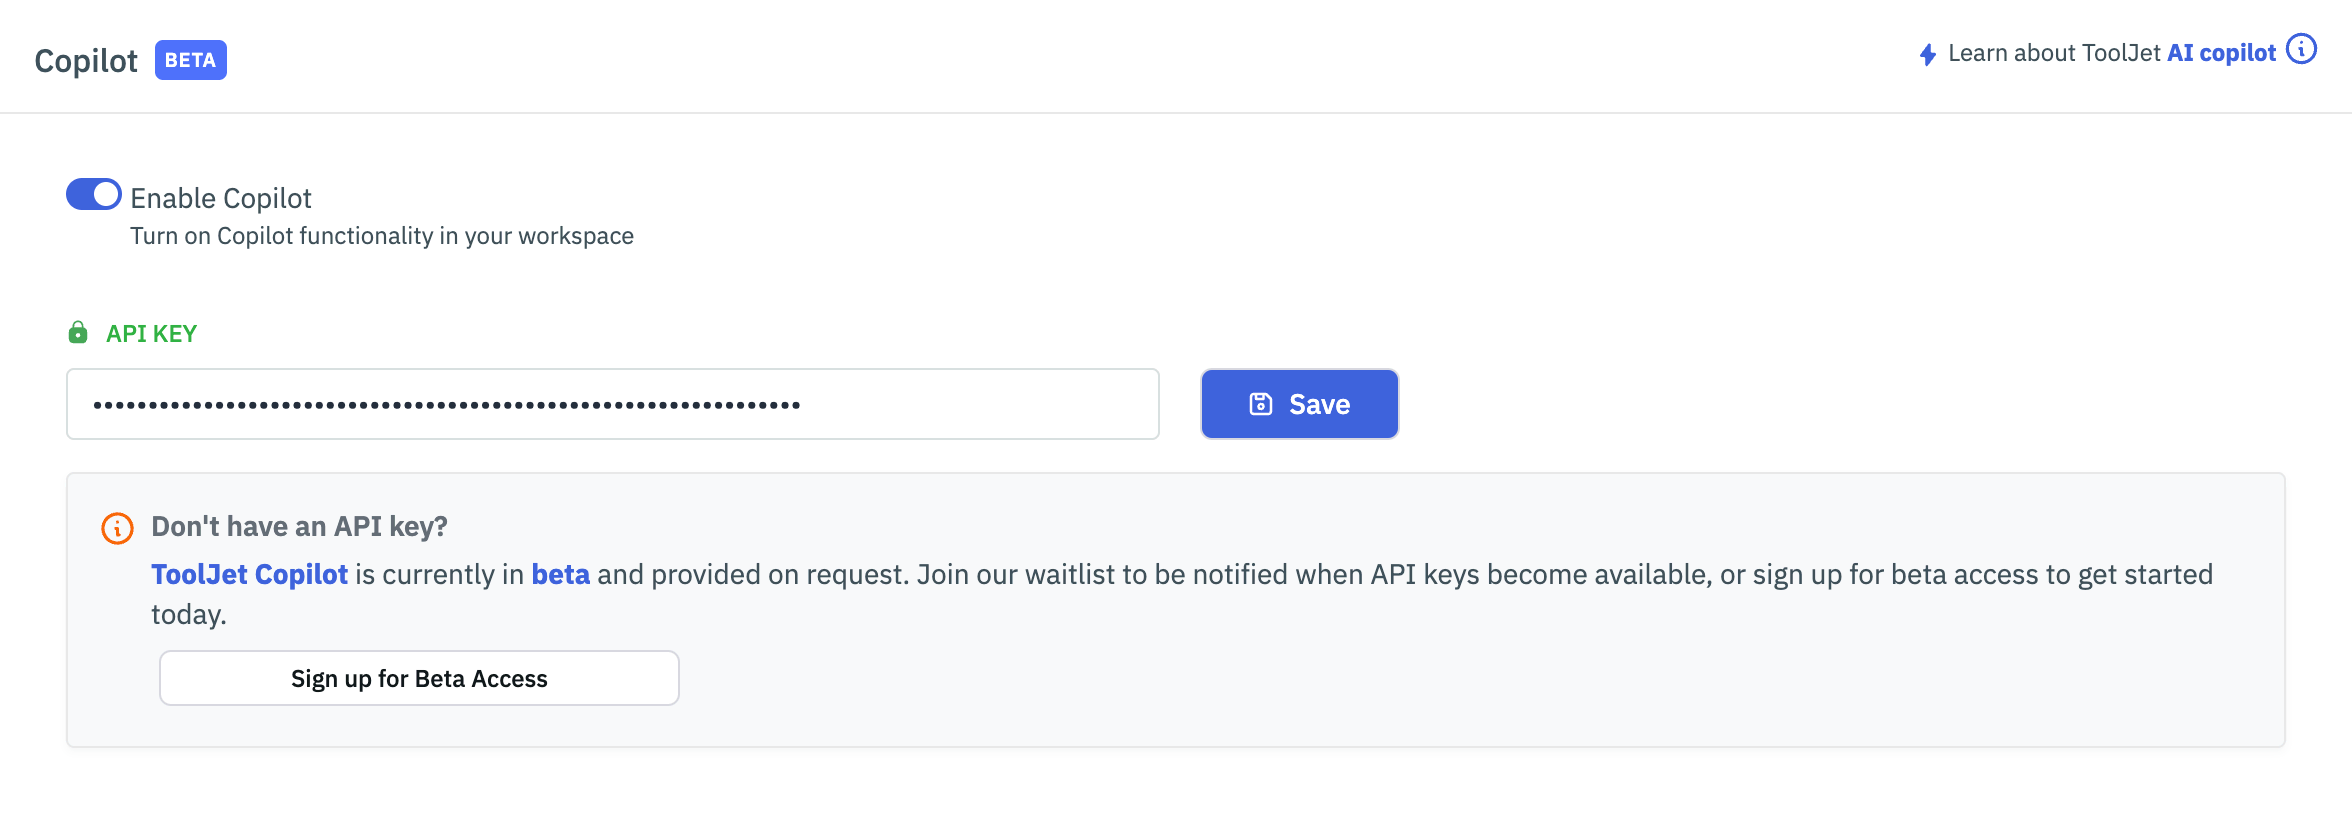 Copilot BETA
Learn about ToolJet AI copilot
Enable Copilot
Turn on Copilot functionality in your workspace
API KEY
Save
Don't have an API key?
ToolJet Copilot is currently in beta and provided on request. Join our waitlist to be notified when API keys become available, or sign up for beta access to get started
today.
Sign up for Beta Access